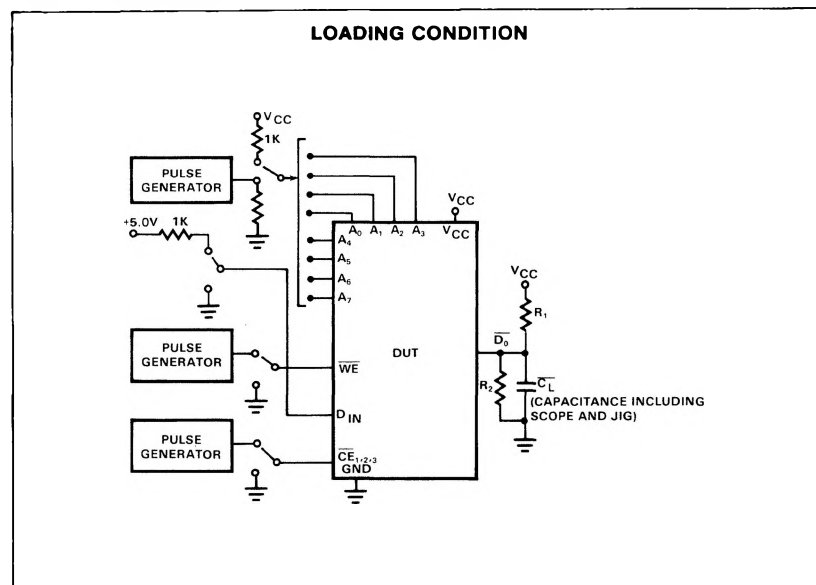 LOADING CONDITION
VCC
1K
PULSE
GENERATOR
+5.0V
1K
A0
A1
A2
A3
VCC
VCC
A4
A5
A6
A7
VCC
R1
D0
DUT
PULSE
GENERATOR
WE
R2
CL
(CAPACITANCE INCLUDING
SCOPE AND JIG)
DIN
PULSE
GENERATOR
CE1,2,3
GND